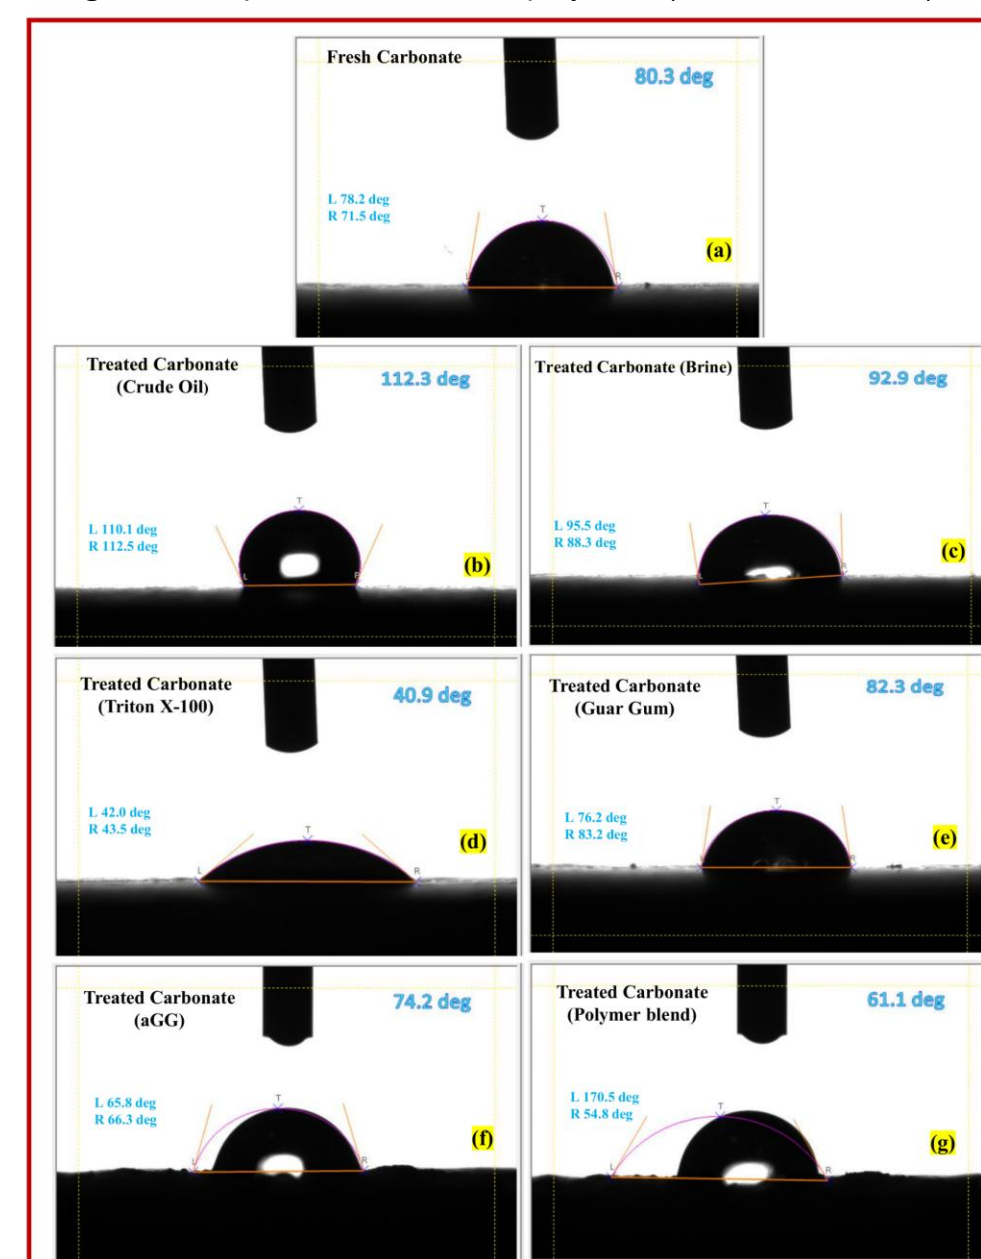 Fresh Carbonate
80.3 deg
L 78.2 deg
R 71.5 deg
T
(a)
L
R
Treated Carbonate
(Crude Oil)
112.3 deg
T
L 110.1 deg
R 112.5 deg
(b)
L
R
Treated Carbonate (Brine)
92.9 deg
T
L 95.5 deg
R 88.3 deg
(c)
L
R
Treated Carbonate
(Triton X-100)
40.9 deg
L 42.0 deg
R 43.5 deg
T
(d)
L
R
Treated Carbonate
(Guar Gum)
82.3 deg
T
L 76.2 deg
R 83.2 deg
(e)
L
R
Treated Carbonate
(aGG)
74.2 deg
L 65.8 deg
R 66.3 deg
T
(f)
L
R
Treated Carbonate
(Polymer blend)
61.1 deg
L 170.5 deg
R 54.8 deg
T
(g)
L
R